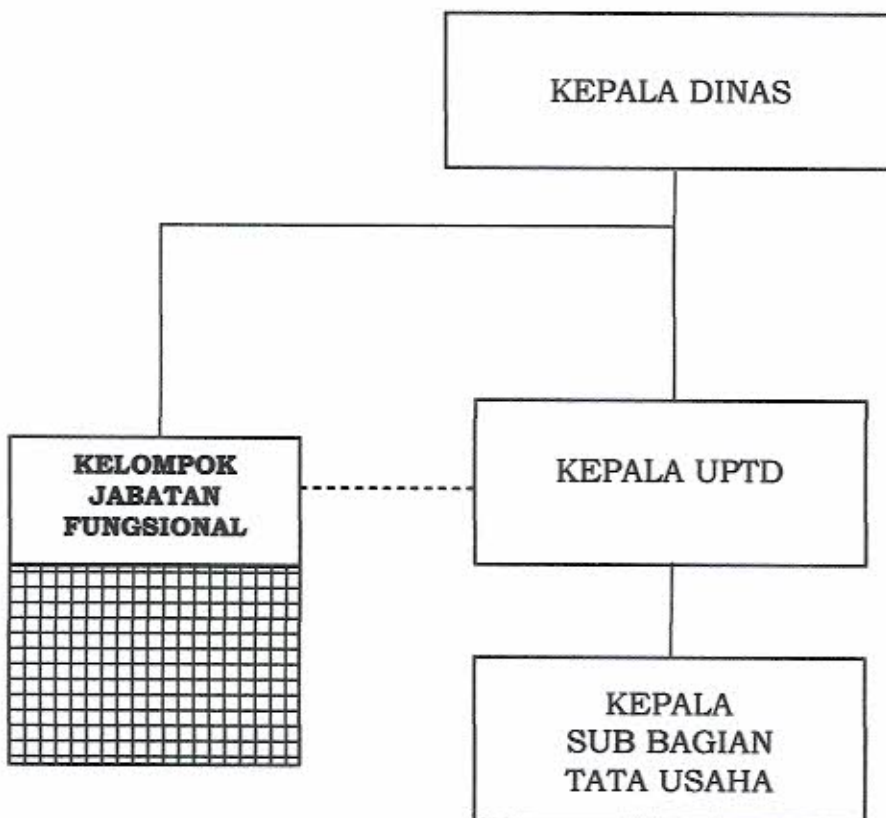 KEPALA DINAS
KELOMPOK
JABATAN
FUNGSIONAL
KEPALA UPTD
KEPALA
SUB BAGIAN
TATA USAHA